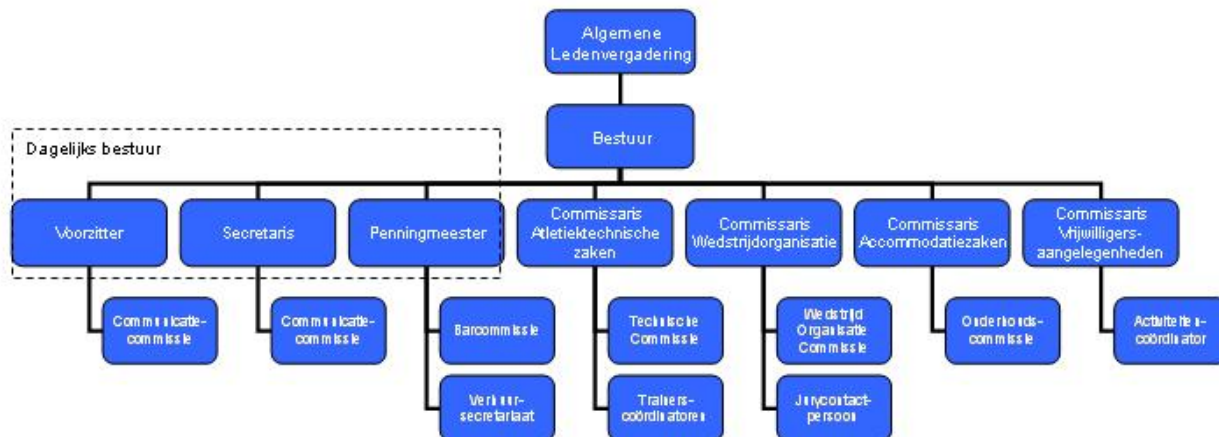 Algemene
Ledenvergadering
Bestuur
Dagelijks bestuur
Voorzitter
Secretaris
Penningmeester
Commissaris
Atletiektechnische
zaken
Commissaris
Wedstrijdorganisatie
Commissaris
Accommodatiezaken
Commissaris
Vrijwilligers-
aangelegenheden
Communicatie-
commissie
Communicatie-
commissie
Barcommissie
Technische
Commissie
Wedstrijd
Organisatie
Commissie
Onderhouds-
commissie
Activiteiten-
coördinator
Verhuur-
secretariaat
Trainers-
coördinatoren
Jurycontact-
persoon